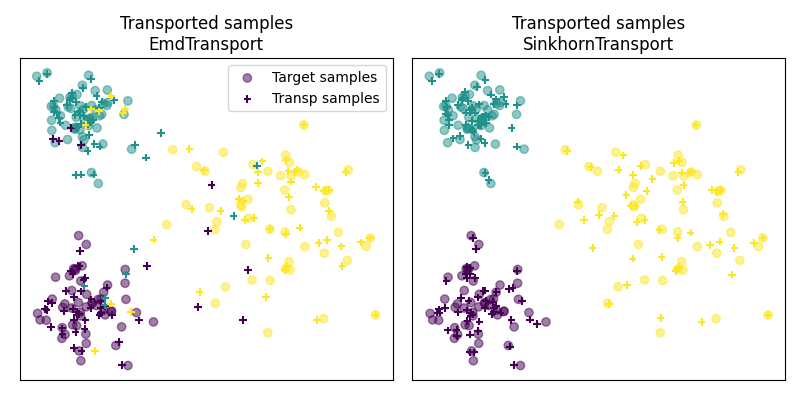 Transported samples
EmdTransport
Target samples
Transp samples
Transported samples
SinkhornTransport